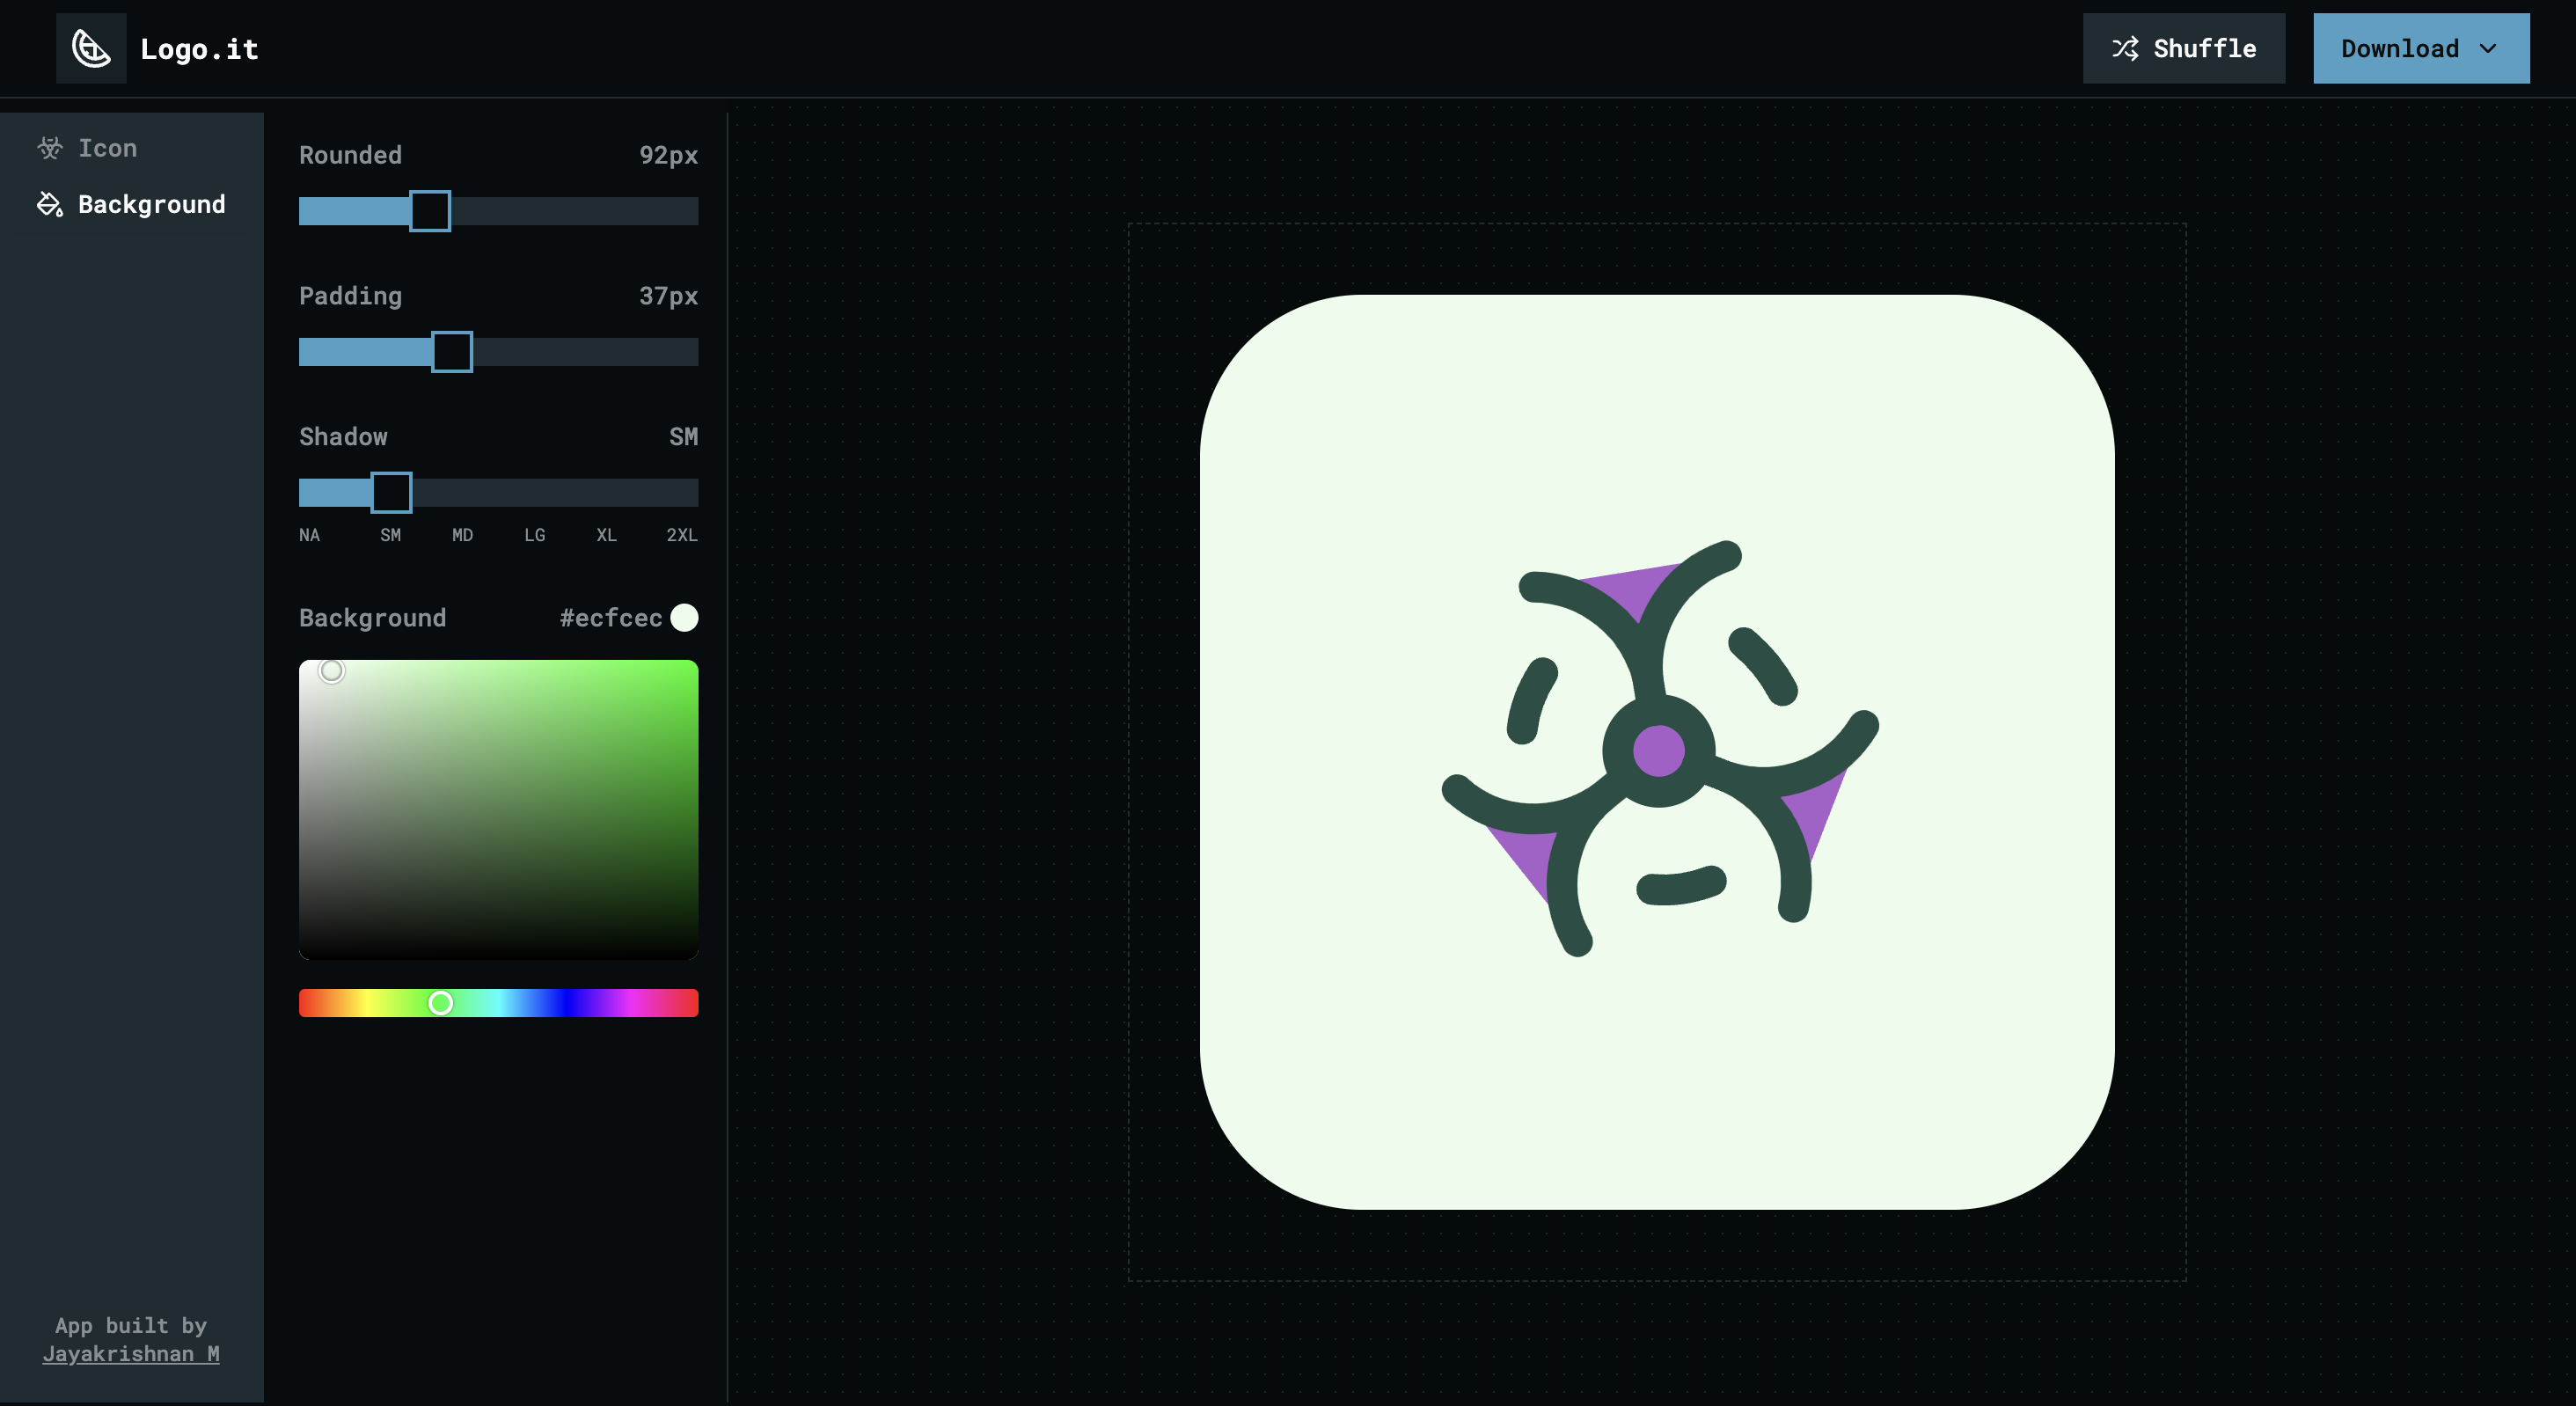 Logo.it
Shuffle
Download
Icon
Background
Rounded 92px
Padding 37px
Shadow SM
NA SM MD LG XL 2XL
Background #ecfcec
App built by
Jayakrishnan M